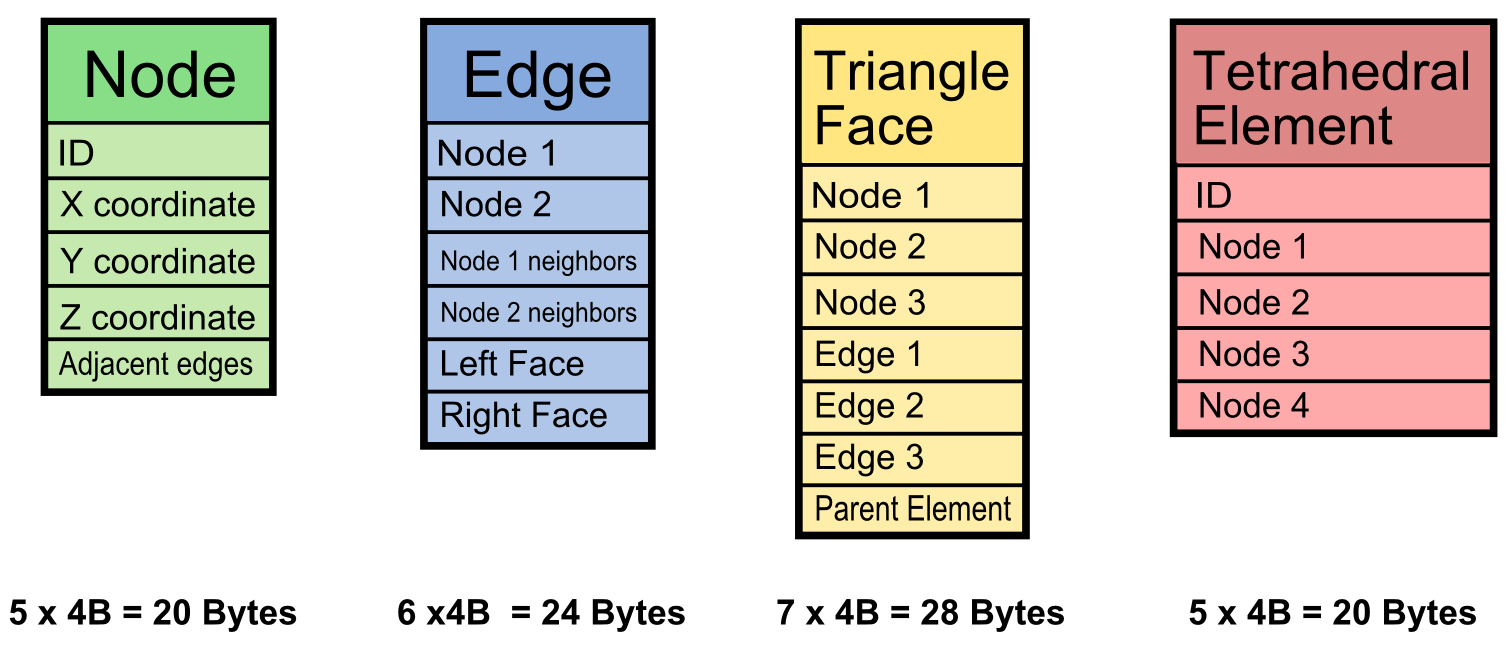 Node
ID
X coordinate
Y coordinate
Z coordinate
Adjacent edges
5 x 4B = 20 Bytes
Edge
Node 1
Node 2
Node 1 neighbors
Node 2 neighbors
Left Face
Right Face
6 x4B  = 24 Bytes
Triangle
Face
Node 1
Node 2
Node 3
Edge 1
Edge 2
Edge 3
Parent Element
7 x 4B = 28 Bytes
Tetrahedral
Element
ID
Node 1
Node 2
Node 3
Node 4
5 x 4B = 20 Bytes